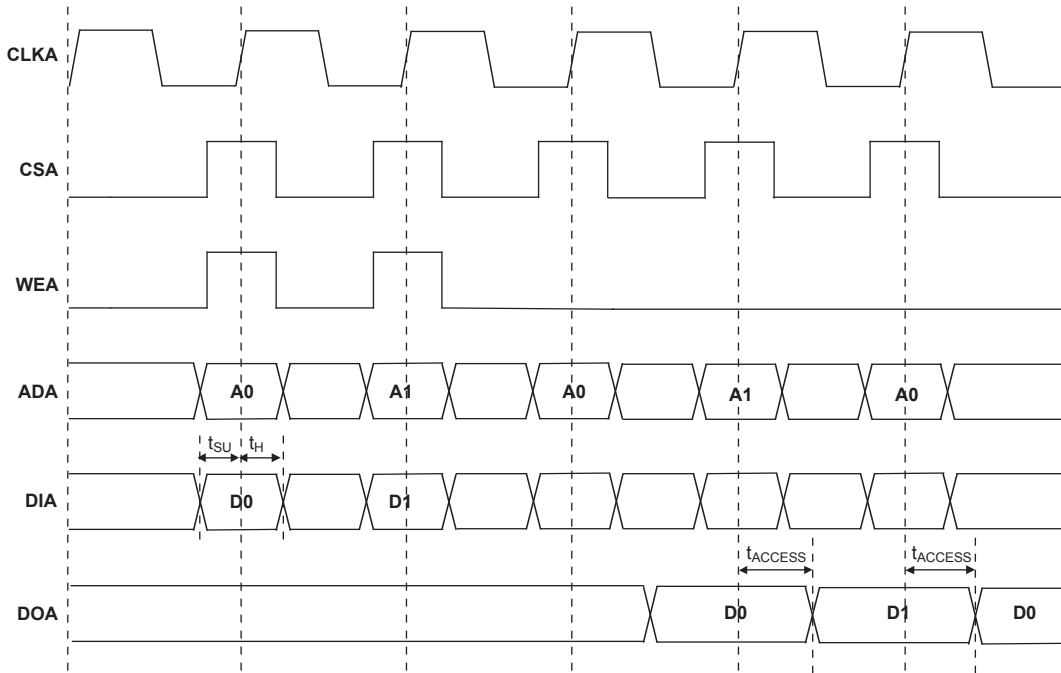 CLKA
CSA
WEA
ADA A0 A1 A0 A1 A0
tSU tH
DIA D0 D1
tACCESS tACCESS
DOA D0 D1 D0